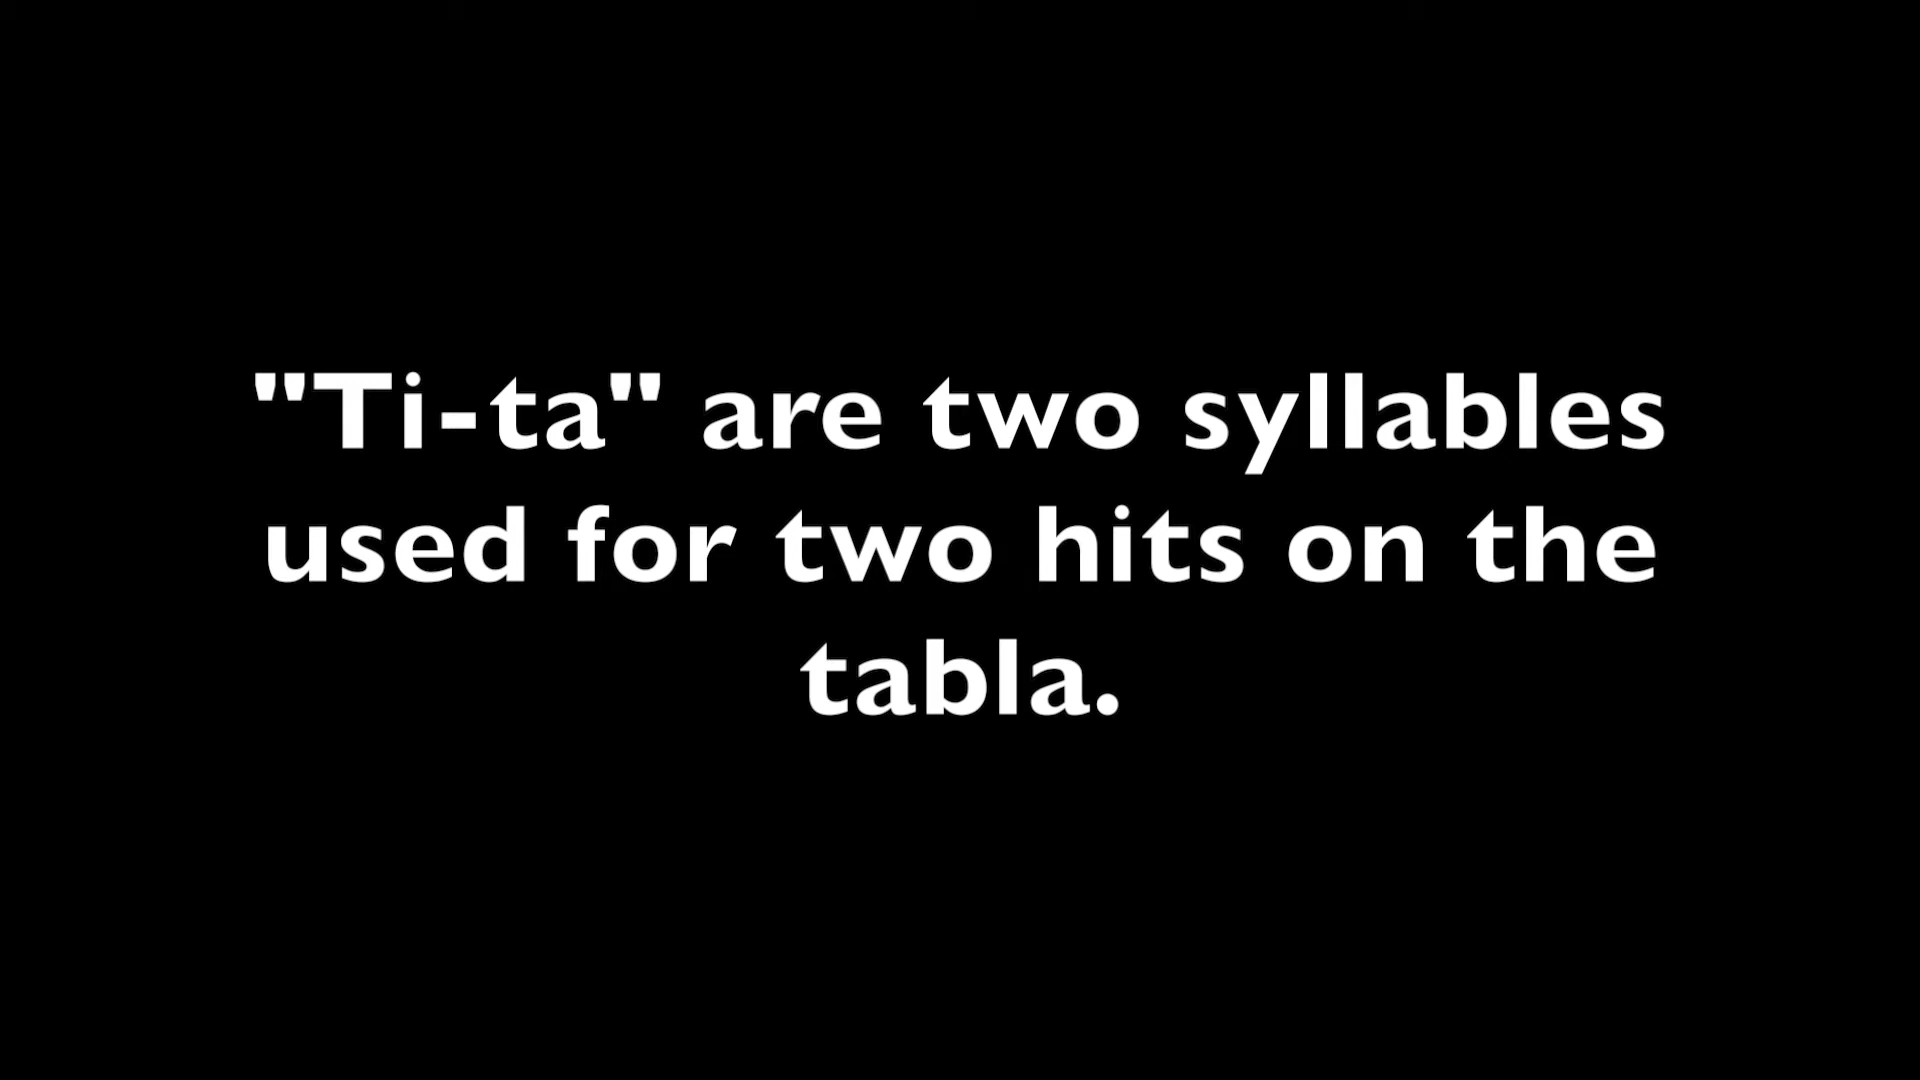 "Ti-ta" are two syllables
used for two hits on the
tabla.